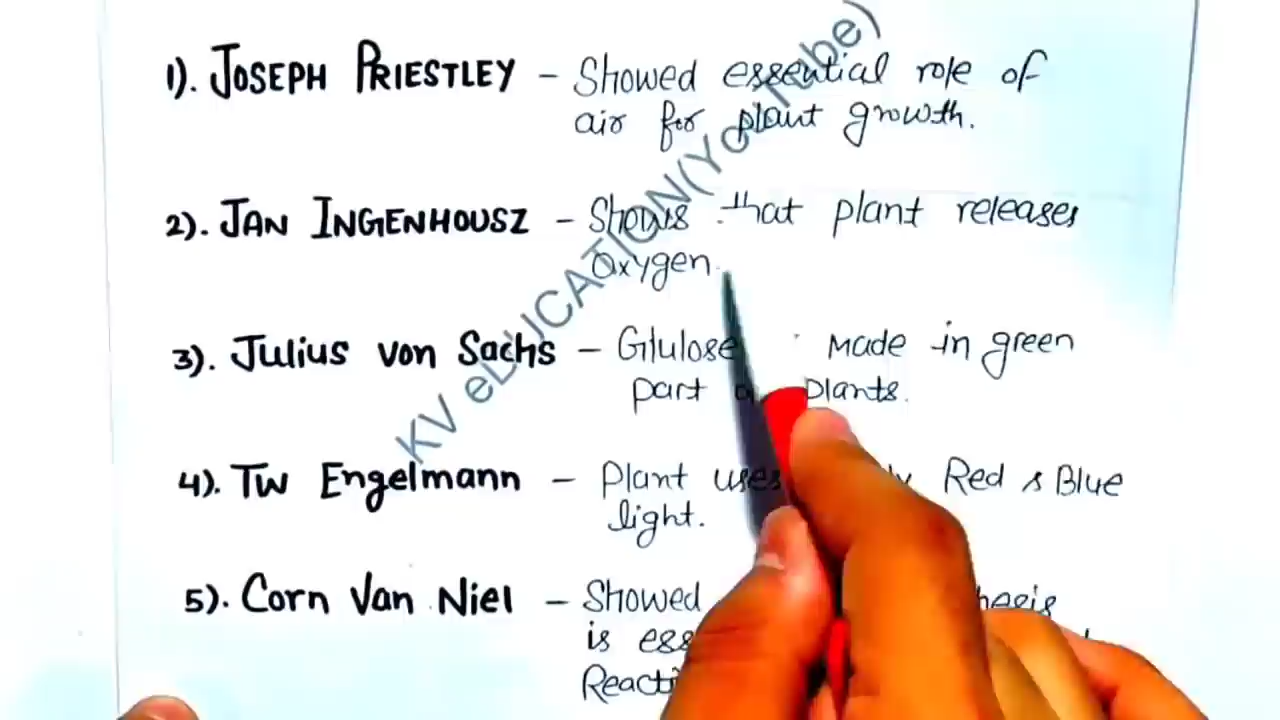 1). JOSEPH PRIESTLEY - Showed essential role of
air for plant growth.
2). JAN INGENHOUSZ - Shows that plant releases
Oxygen.
3). Julius von Sachs - Glulose made in green
part plants.
4). TW Engelmann - Plant uses Red & Blue
light.
5). Corn Van Niel - Showed
is
KV eLUCATION(YouTube)